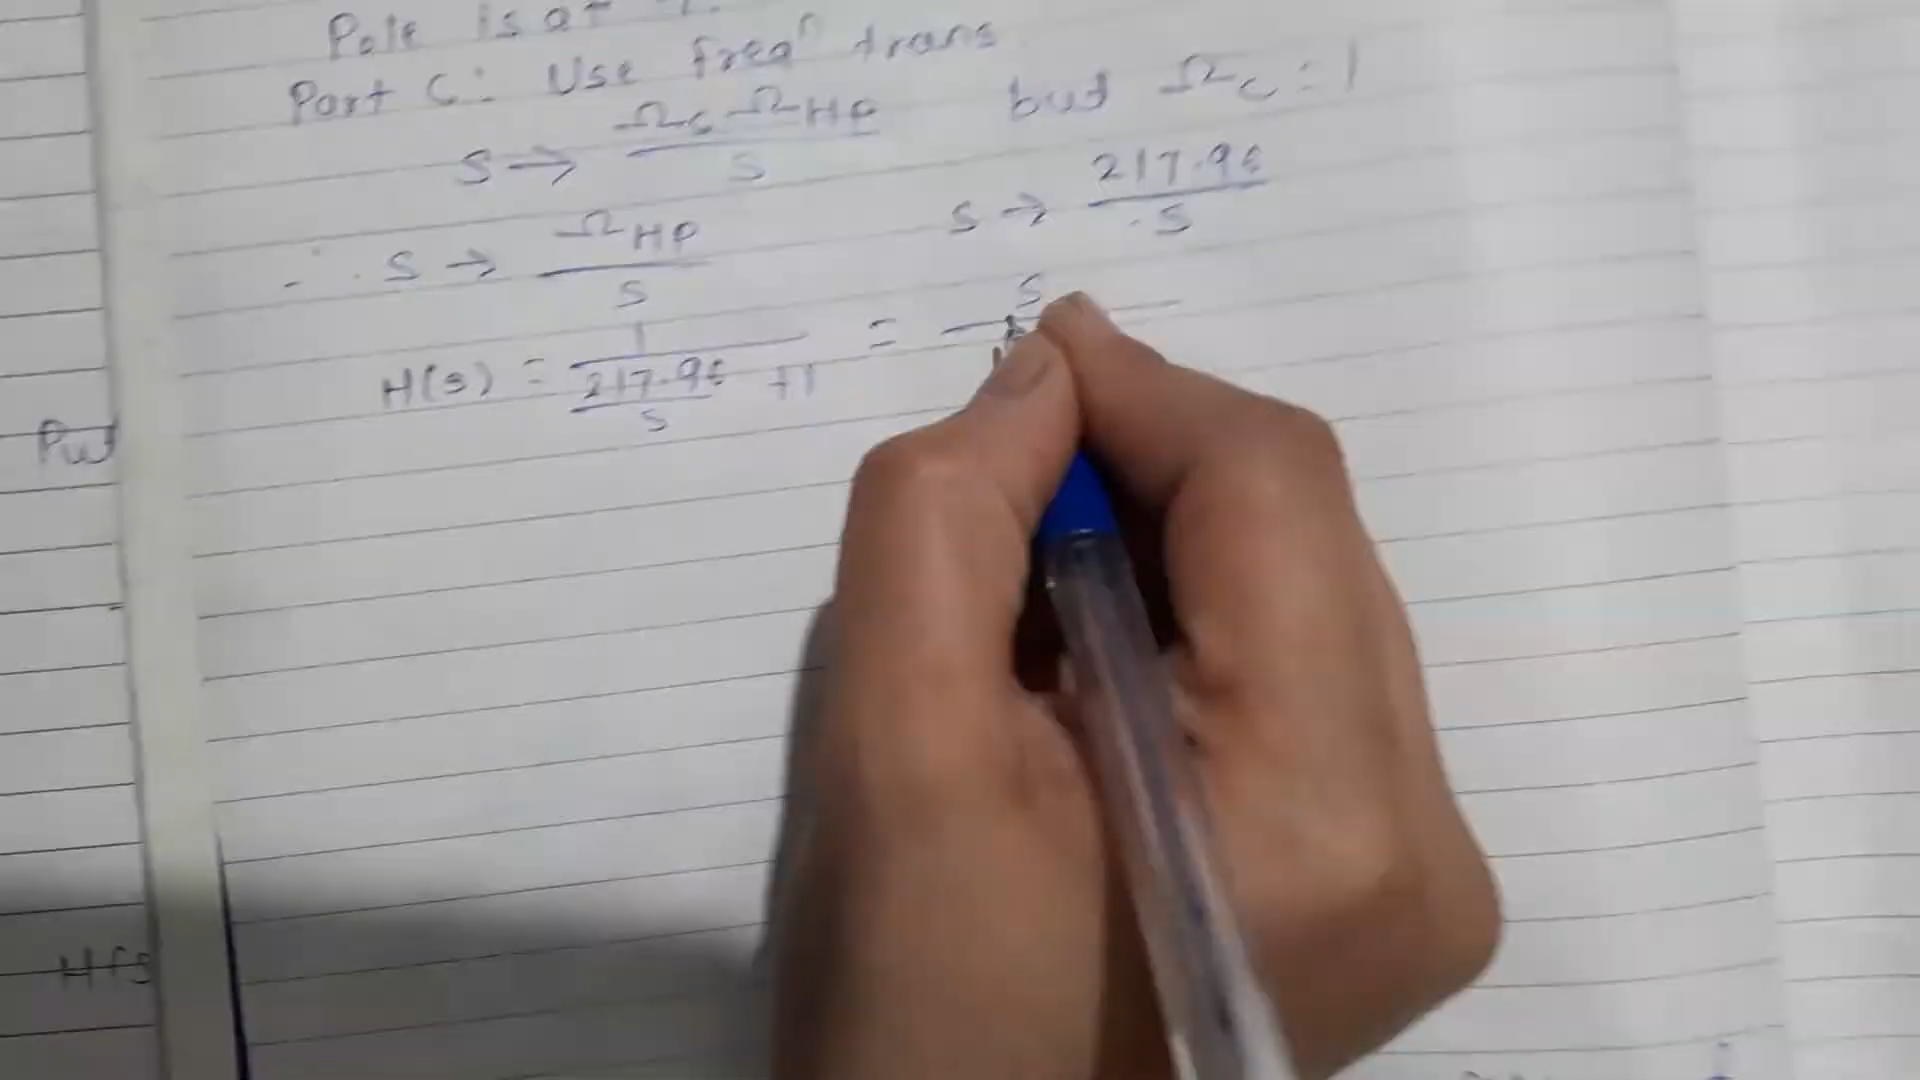 Pole is at
Part C: Use freqn trans
S → Ωc ΩHP / S but Ωc = 1
∴ S → ΩHP / S S → 217.96 / S
H(s) = 1 / (217.96 / S + 1) = S /
Put
H(s